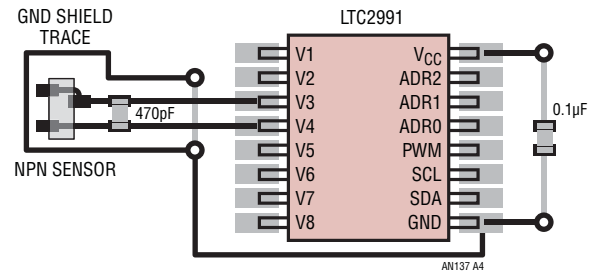 GND SHIELD
TRACE
470pF
NPN SENSOR
LTC2991
V1
V2
V3
V4
V5
V6
V7
V8
VCC
ADR2
ADR1
ADR0
PWM
SCL
SDA
GND
0.1µF
AN137 A4